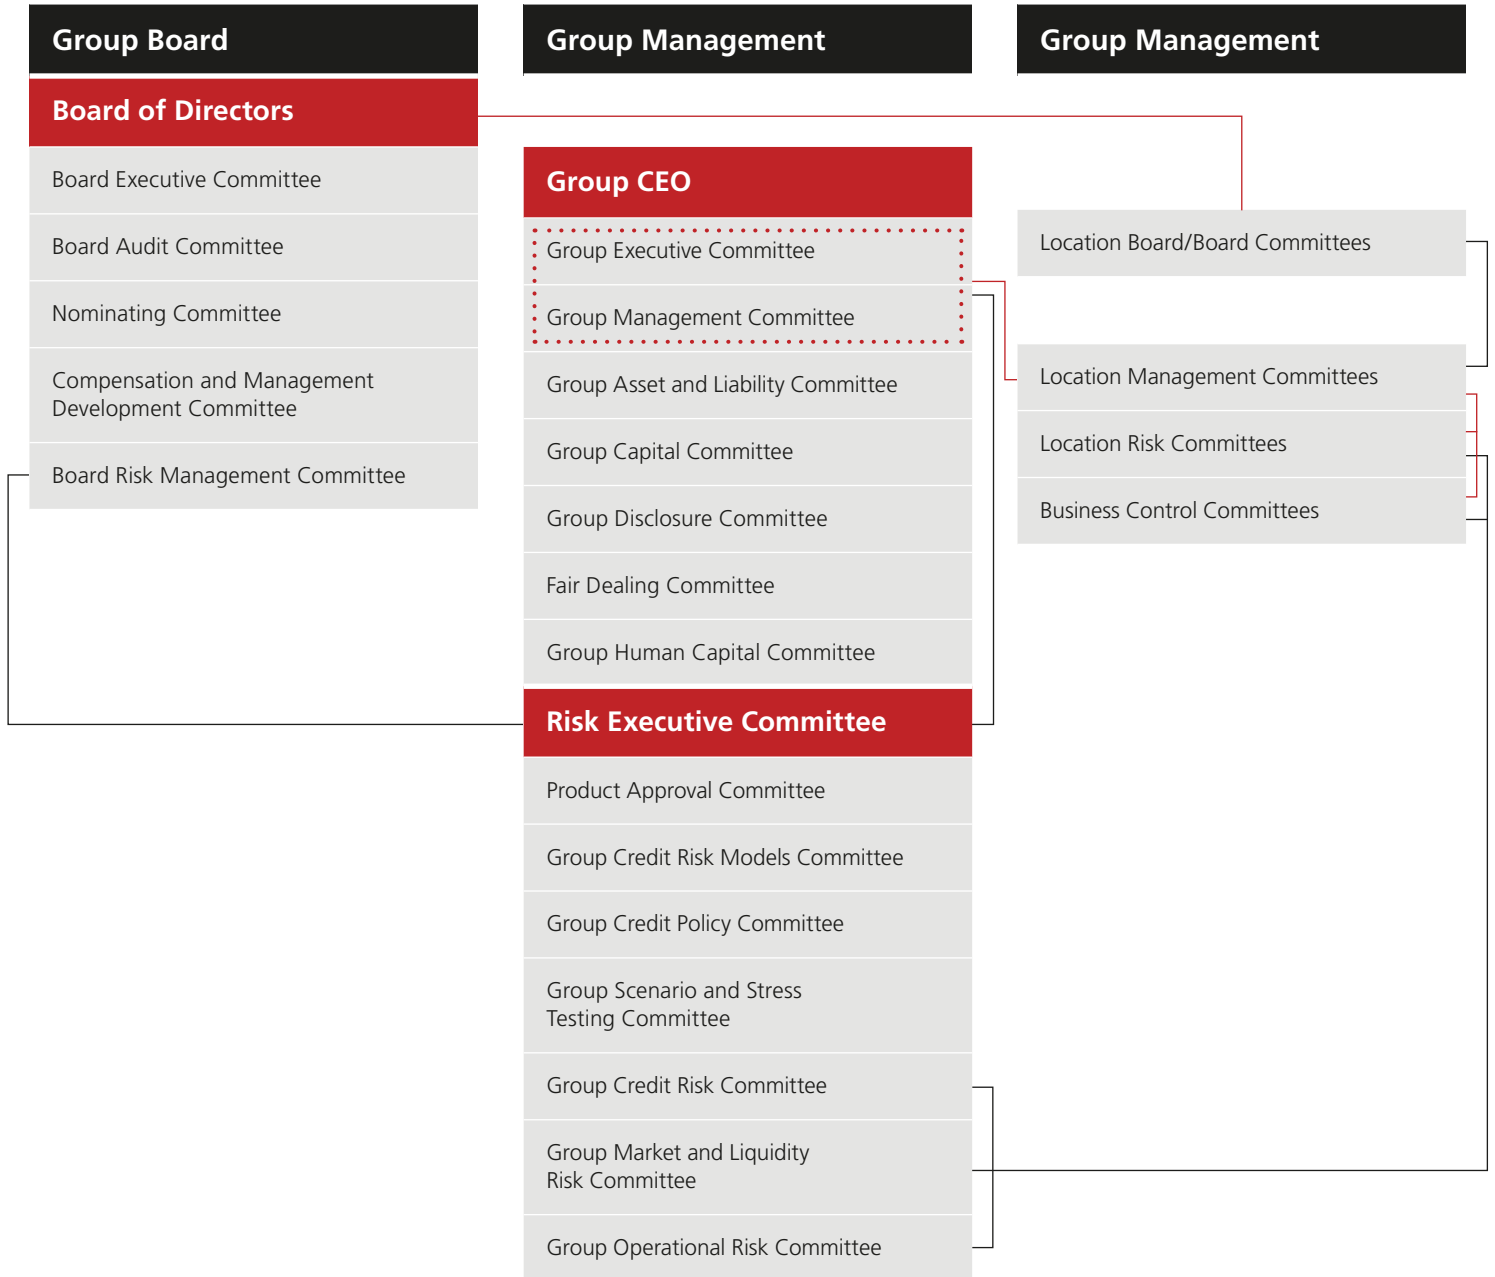 Group Board
Board of Directors
Board Executive Committee
Board Audit Committee
Nominating Committee
Compensation and Management
Development Committee
Board Risk Management Committee
Group Management
Group CEO
Group Executive Committee
Group Management Committee
Group Asset and Liability Committee
Group Capital Committee
Group Disclosure Committee
Fair Dealing Committee
Group Human Capital Committee
Risk Executive Committee
Product Approval Committee
Group Credit Risk Models Committee
Group Credit Policy Committee
Group Scenario and Stress
Testing Committee
Group Credit Risk Committee
Group Market and Liquidity
Risk Committee
Group Operational Risk Committee
Group Management
Location Board/Board Committees
Location Management Committees
Location Risk Committees
Business Control Committees